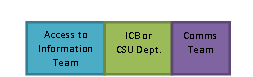 Access to
Information
Team
ICB or
CSU Dept.
Comms
Team